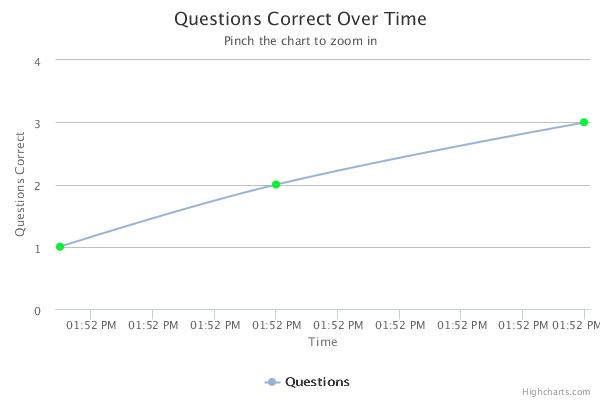 Questions Correct Over Time
Pinch the chart to zoom in
Questions Correct
4
3
2
1
0
01:52 PM 01:52 PM 01:52 PM 01:52 PM 01:52 PM 01:52 PM 01:52 PM 01:52 PM 01:52 PM
Time
Questions
Highcharts.com